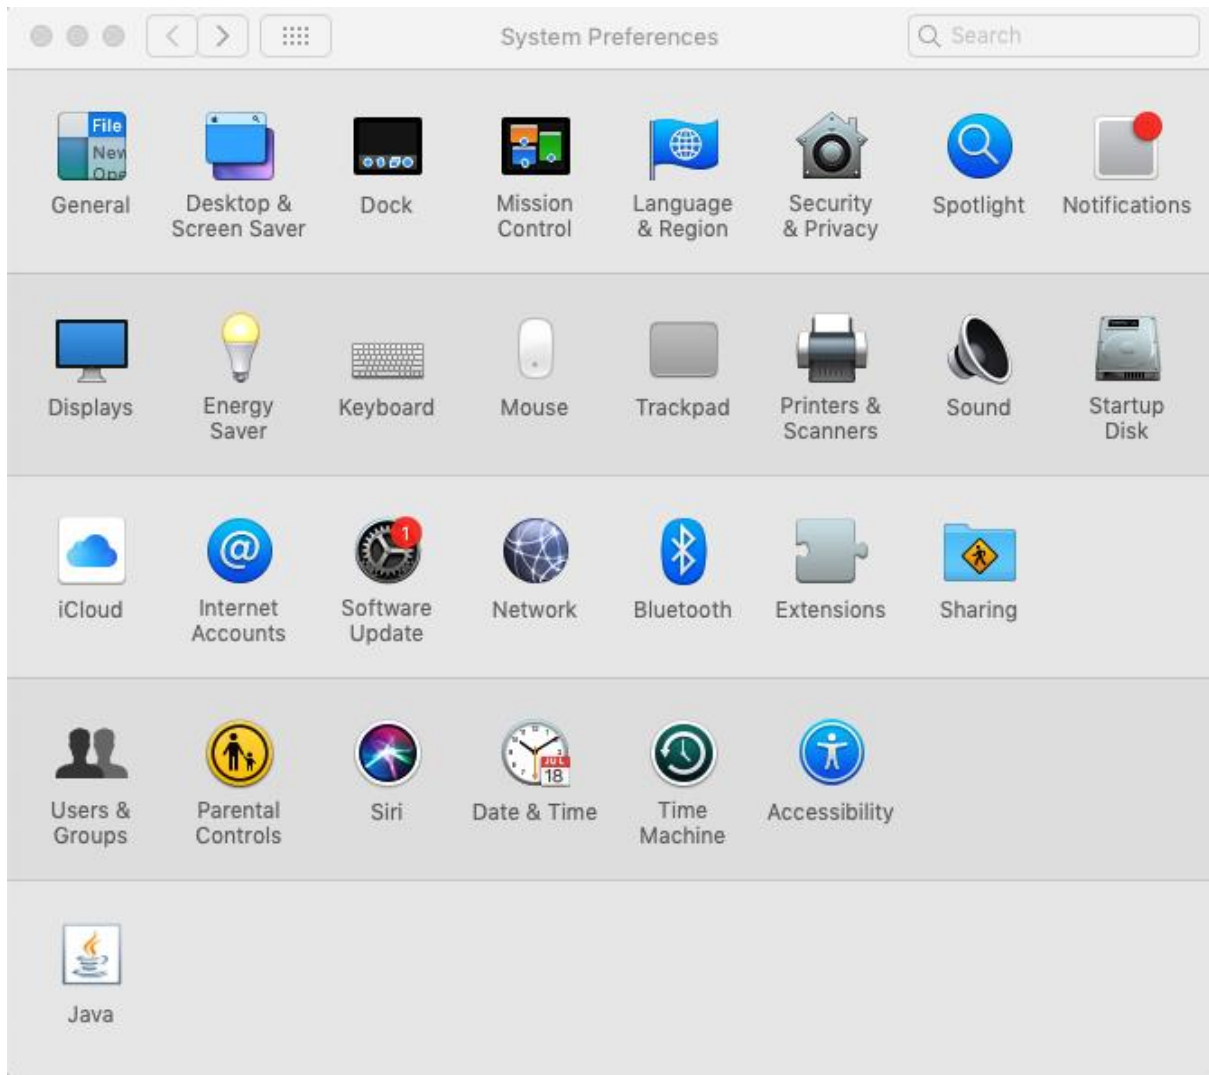 System Preferences
Search
File
New
Ope
General
Desktop &
Screen Saver
Dock
Mission
Control
Language
& Region
Security
& Privacy
Spotlight
Notifications
Displays
Energy
Saver
Keyboard
Mouse
Trackpad
Printers &
Scanners
Sound
Startup
Disk
iCloud
@
Internet
Accounts
1
Software
Update
Network
Bluetooth
Extensions
Sharing
Users &
Groups
Parental
Controls
Siri
JUL
18
Date & Time
Time
Machine
Accessibility
Java